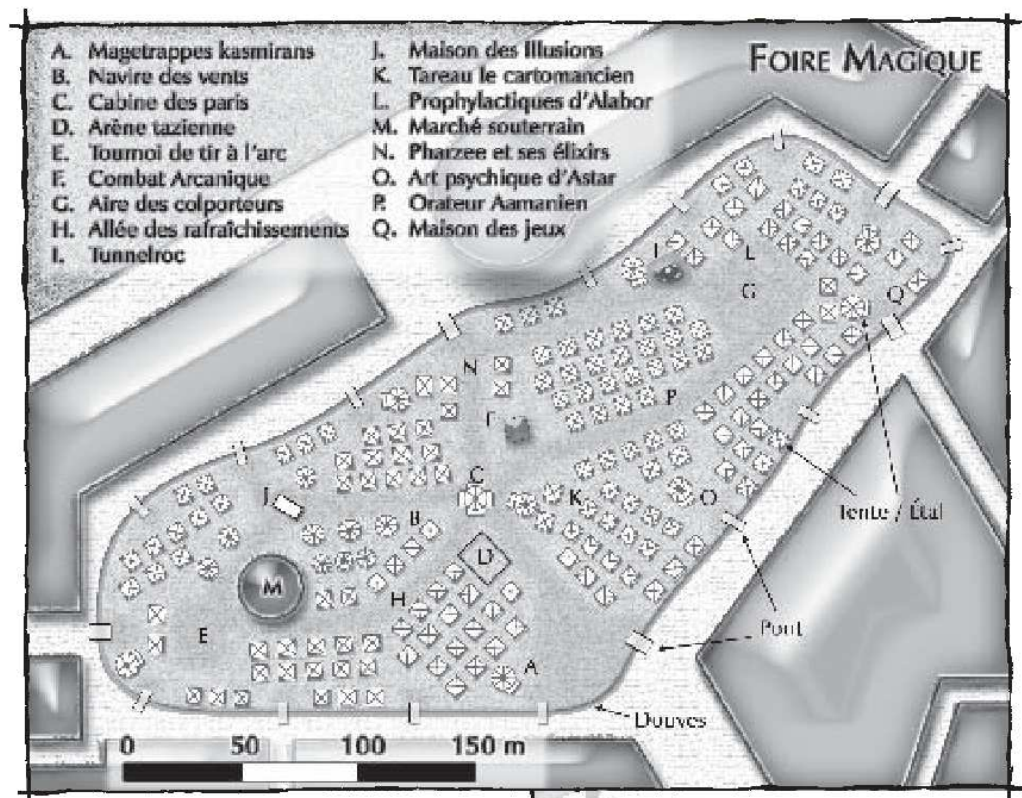 FOIRE MAGIQUE
A. Magetrappes kasmirans
B. Navire des vents
C. Cabine des paris
D. Arène tazienne
E. Tournoi de tir à l'arc
F. Combat Arcanique
G. Aire des colporteurs
H. Allée des rafraîchissements
I. Tunnelroc
J. Maison des Illusions
K. Tareau le cartomancien
L. Prophylactiques d'Alabor
M. Marché souterrain
N. Pharzee et ses élixirs
O. Art psychique d'Astar
P. Orateur Aamanien
Q. Maison des jeux
I
L
G
Q
N
P
F
C
J
K
O
B
Tente / Étal
D
M
H
E
Pont
A
Douves
0 50 100 150 m